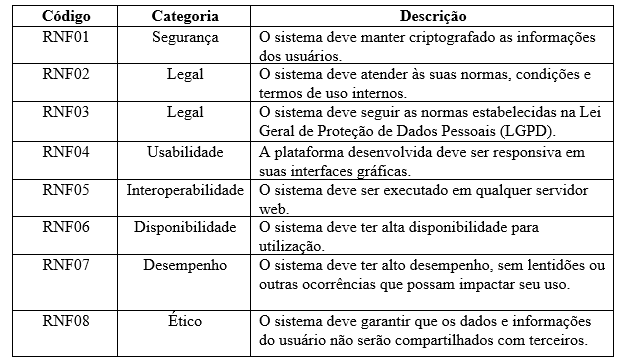 Código Categoria Descrição
RNF01 Segurança O sistema deve manter criptografado as informações
dos usuários.
RNF02 Legal O sistema deve atender às suas normas, condições e
termos de uso internos.
RNF03 Legal O sistema deve seguir as normas estabelecidas na Lei
Geral de Proteção de Dados Pessoais (LGPD).
RNF04 Usabilidade A plataforma desenvolvida deve ser responsiva em
suas interfaces gráficas.
RNF05 Interoperabilidade O sistema deve ser executado em qualquer servidor
web.
RNF06 Disponibilidade O sistema deve ter alta disponibilidade para
utilização.
RNF07 Desempenho O sistema deve ter alto desempenho, sem lentidões ou
outras ocorrências que possam impactar seu uso.
RNF08 Ético O sistema deve garantir que os dados e informações
do usuário não serão compartilhados com terceiros.